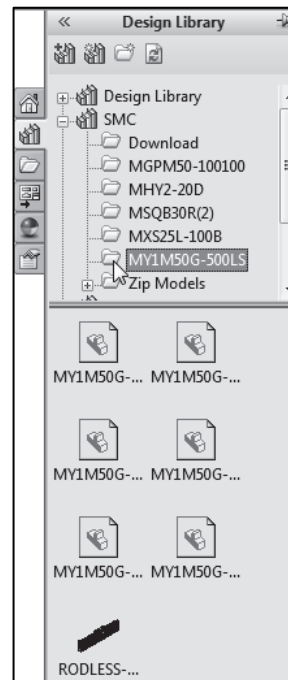 « Design Library
Design Library
SMC
Download
MGPM50-100100
MHY2-20D
MSQB30R(2)
MXS25L-100B
MY1M50G-500LS
Zip Models
MY1M50G-... MY1M50G-...
MY1M50G-... MY1M50G-...
MY1M50G-... MY1M50G-...
RODLESS-...